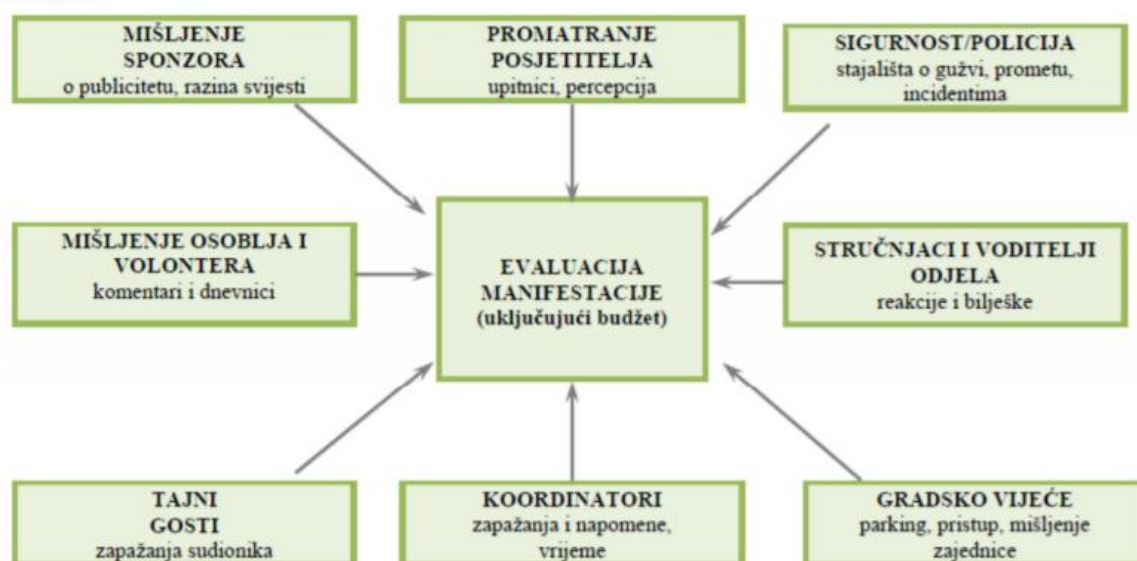 MIŠLJENJE
SPONZORA
o publicitetu, razina svijesti
PROMATRANJE
POSJETITELJA
upitnici, percepcija
SIGURNOST/POLICIJA
stajališta o gužvi, prometu,
incidentima
MIŠLJENJE OSOBLJA I
VOLONTERA
komentari i dnevnici
EVALUACIJA
MANIFESTACIJE
(uključujući budžet)
STRUČNJACI I VODITELJI
ODJELA
reakcije i bilješke
TAJNI
GOSTI
zapažanja sudionika
KOORDINATORI
zapažanja i napomene,
vrijeme
GRADSKO VIJEĆE
parking, pristup, mišljenje
zajednice